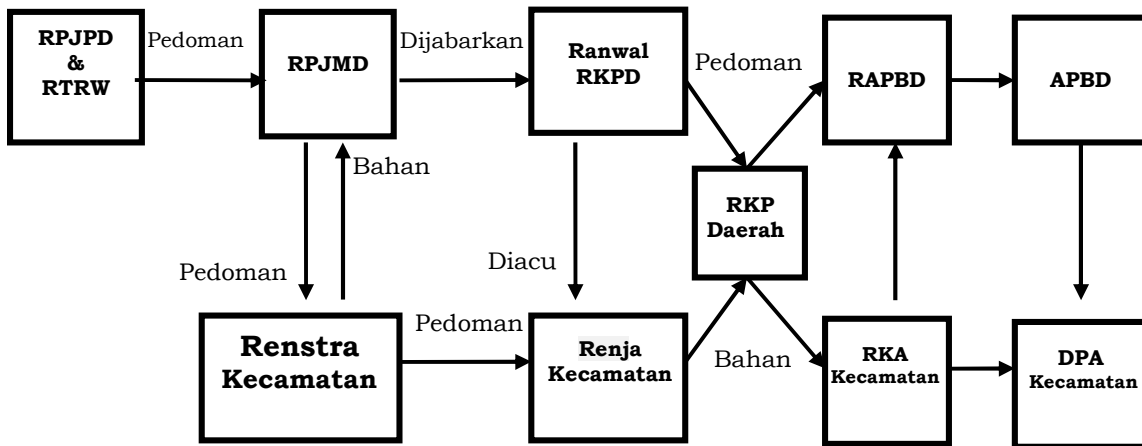 RPJPD
&
RTRW
Pedoman
RPJMD
Dijabarkan
Ranwal
RKPD
Pedoman
RAPBD
APBD
Bahan
RKP
Daerah
Pedoman
Diacu
Renstra
Kecamatan
Pedoman
Renja
Kecamatan
Bahan
RKA
Kecamatan
DPA
Kecamatan